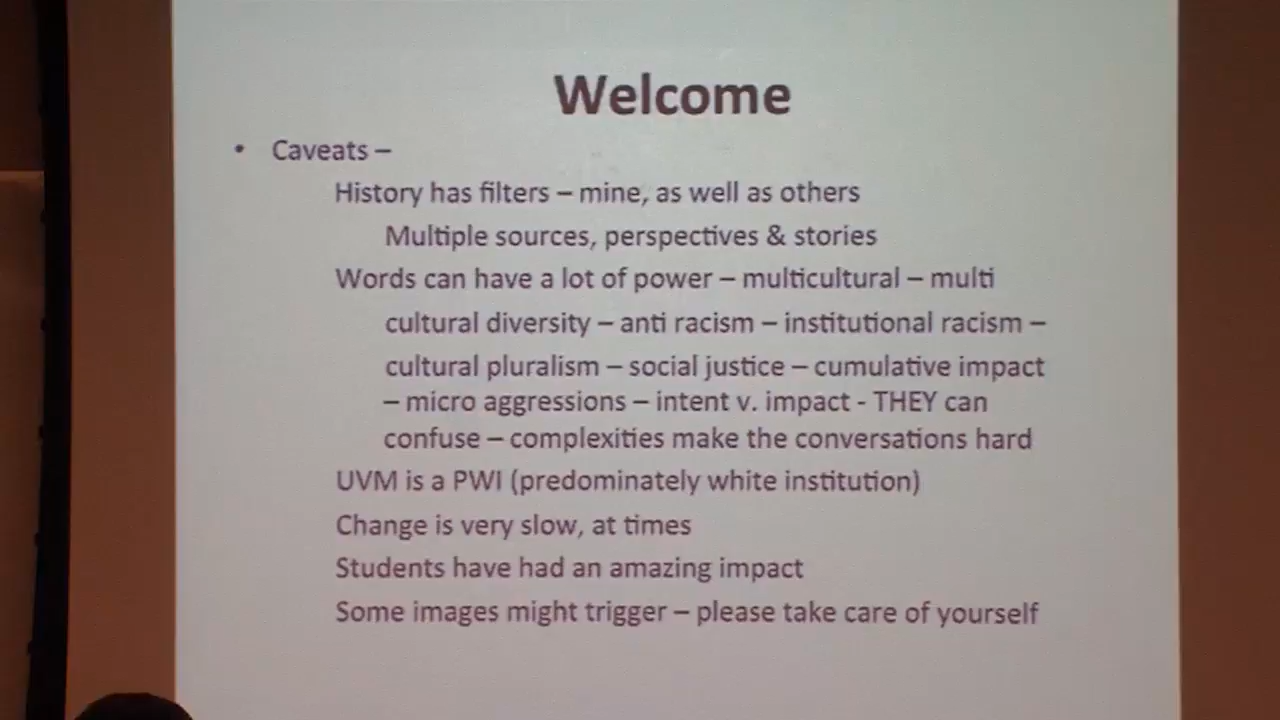 Welcome
• Caveats –
History has filters – mine, as well as others
Multiple sources, perspectives & stories
Words can have a lot of power – multicultural – multi
cultural diversity – anti racism – institutional racism –
cultural pluralism – social justice – cumulative impact
– micro aggressions – intent v. impact - THEY can
confuse – complexities make the conversations hard
UVM is a PWI (predominately white institution)
Change is very slow, at times
Students have had an amazing impact
Some images might trigger – please take care of yourself